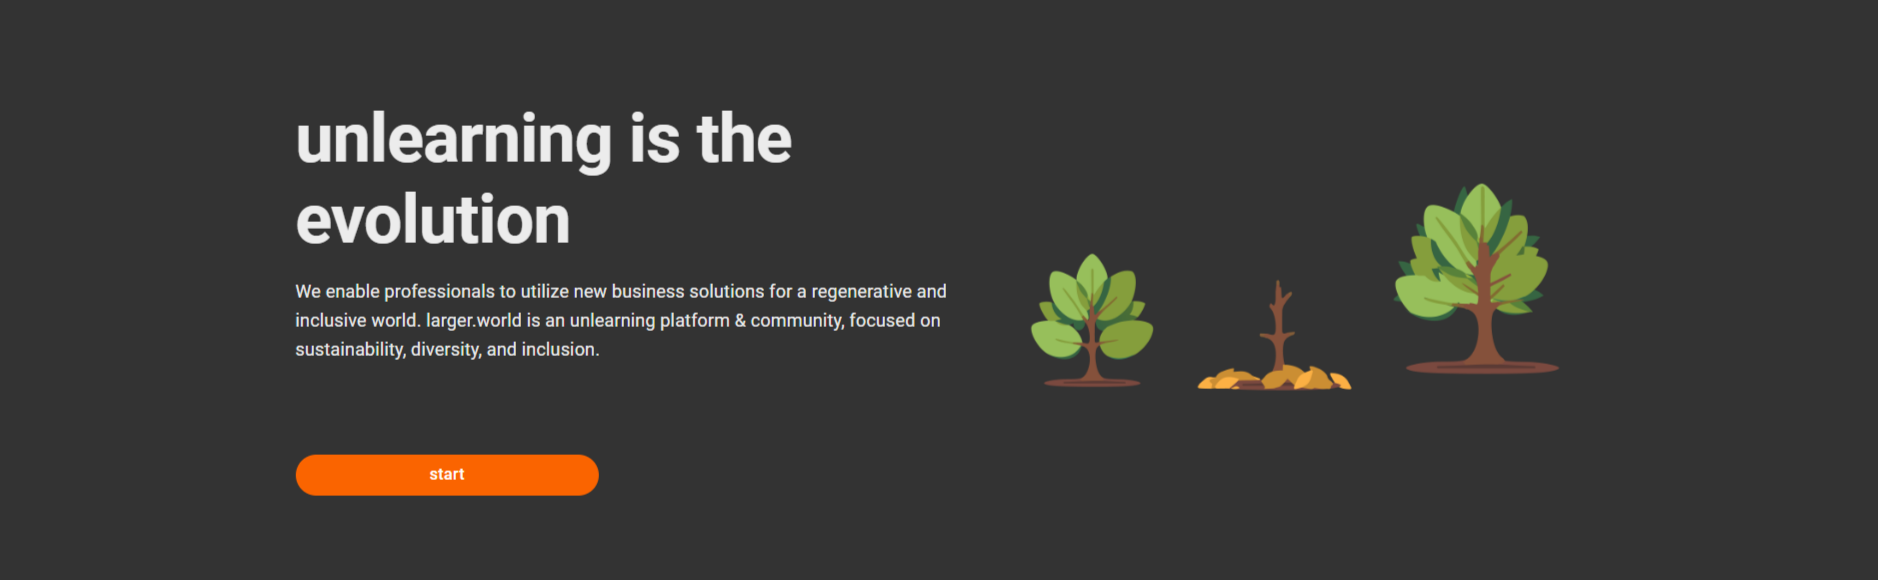 unlearning is the
evolution
We enable professionals to utilize new business solutions for a regenerative and
inclusive world. larger.world is an unlearning platform & community, focused on
sustainability, diversity, and inclusion.
start